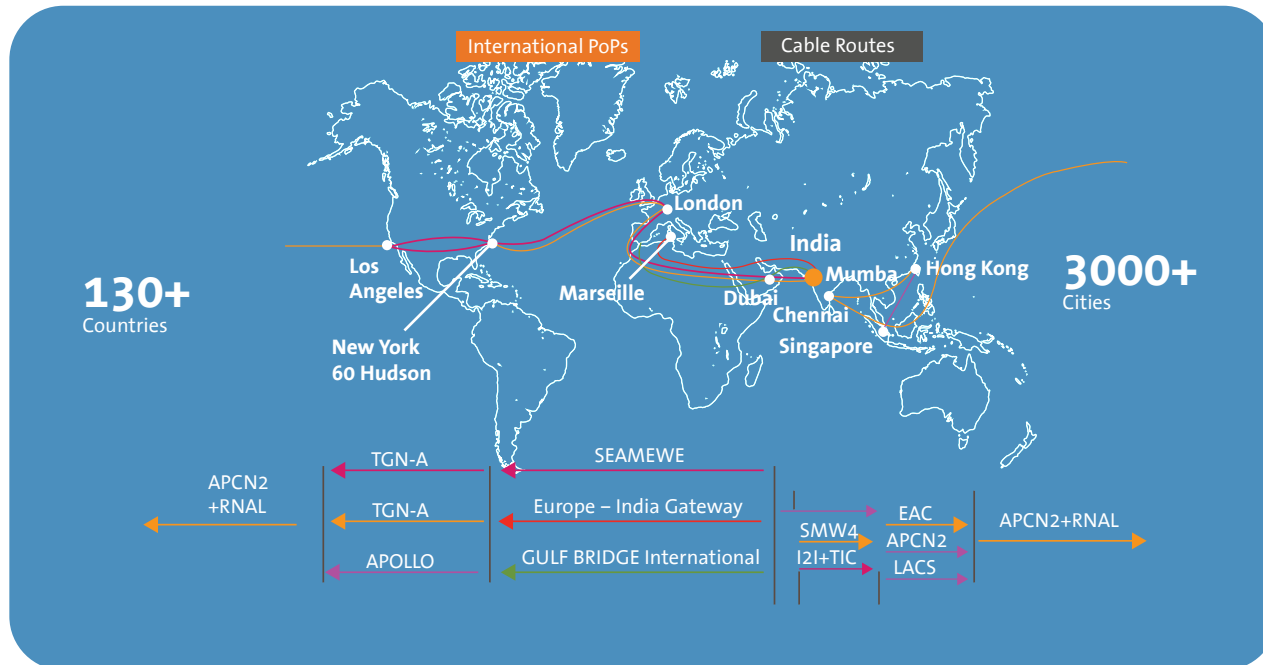 International PoPs
Cable Routes
London
India
Mumba
Hong Kong
Los
Angeles
Marseille
Dubai
Chennai
Singapore
New York
60 Hudson
130+
Countries
3000+
Cities
TGN-A
SEAMEWE
APCN2
+RNAL
TGN-A
Europe – India Gateway
EAC
APCN2+RNAL
SMW4
APCN2
APOLLO
GULF BRIDGE International
I2I+TIC
LACS